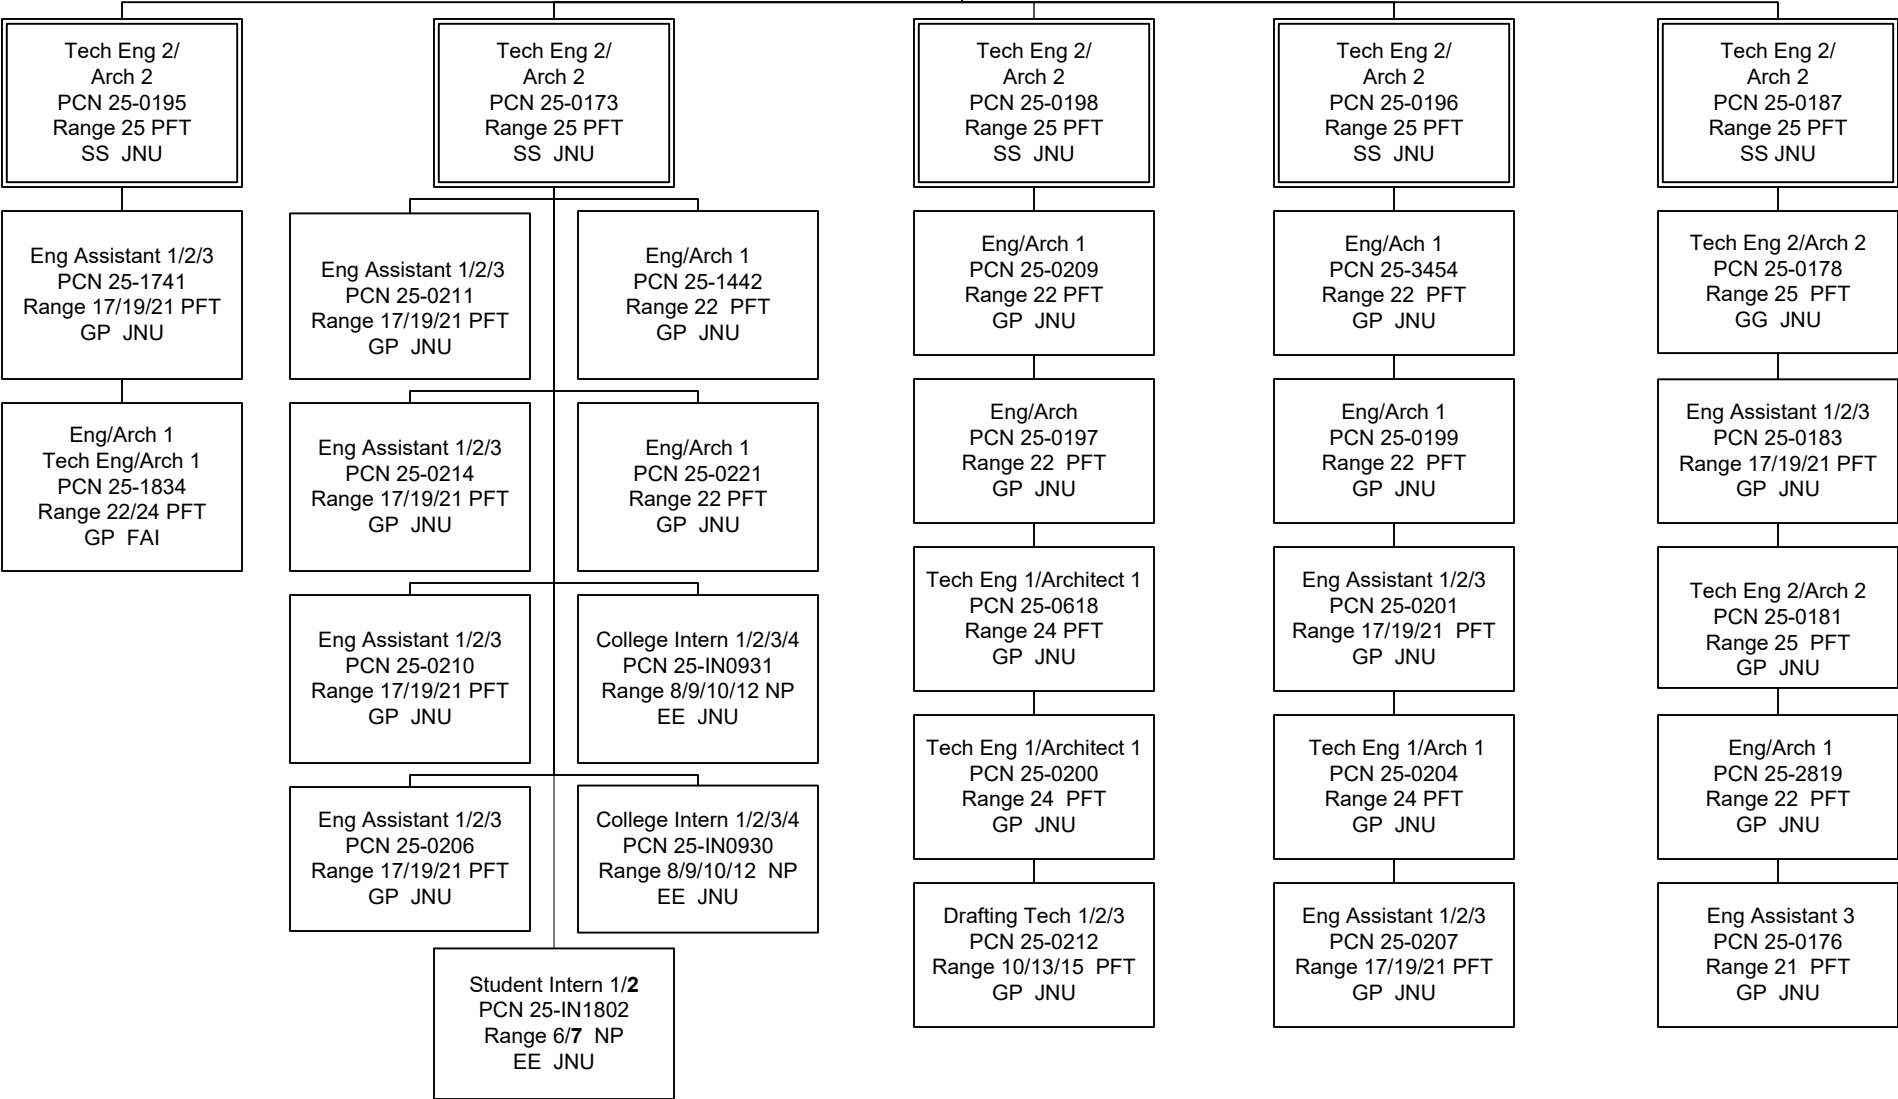 Tech Eng 2/
Arch 2
PCN 25-0195
Range 25 PFT
SS JNU
Eng Assistant 1/2/3
PCN 25-1741
Range 17/19/21 PFT
GP JNU
Eng/Arch 1
Tech Eng/Arch 1
PCN 25-1834
Range 22/24 PFT
GP FAI
Tech Eng 2/
Arch 2
PCN 25-0173
Range 25 PFT
SS JNU
Eng Assistant 1/2/3
PCN 25-0211
Range 17/19/21 PFT
GP JNU
Eng/Arch 1
PCN 25-1442
Range 22 PFT
GP JNU
Eng Assistant 1/2/3
PCN 25-0214
Range 17/19/21 PFT
GP JNU
Eng/Arch 1
PCN 25-0221
Range 22 PFT
GP JNU
Eng Assistant 1/2/3
PCN 25-0210
Range 17/19/21 PFT
GP JNU
College Intern 1/2/3/4
PCN 25-IN0931
Range 8/9/10/12 NP
EE JNU
Eng Assistant 1/2/3
PCN 25-0206
Range 17/19/21 PFT
GP JNU
College Intern 1/2/3/4
PCN 25-IN0930
Range 8/9/10/12 NP
EE JNU
Student Intern 1/2
PCN 25-IN1802
Range 6/7 NP
EE JNU
Tech Eng 2/
Arch 2
PCN 25-0198
Range 25 PFT
SS JNU
Eng/Arch 1
PCN 25-0209
Range 22 PFT
GP JNU
Eng/Arch
PCN 25-0197
Range 22 PFT
GP JNU
Tech Eng 1/Architect 1
PCN 25-0618
Range 24 PFT
GP JNU
Tech Eng 1/Architect 1
PCN 25-0200
Range 24 PFT
GP JNU
Drafting Tech 1/2/3
PCN 25-0212
Range 10/13/15 PFT
GP JNU
Tech Eng 2/
Arch 2
PCN 25-0196
Range 25 PFT
SS JNU
Eng/Ach 1
PCN 25-3454
Range 22 PFT
GP JNU
Eng/Arch 1
PCN 25-0199
Range 22 PFT
GP JNU
Eng Assistant 1/2/3
PCN 25-0201
Range 17/19/21 PFT
GP JNU
Tech Eng 1/Arch 1
PCN 25-0204
Range 24 PFT
GP JNU
Eng Assistant 1/2/3
PCN 25-0207
Range 17/19/21 PFT
GP JNU
Tech Eng 2/
Arch 2
PCN 25-0187
Range 25 PFT
SS JNU
Tech Eng 2/Arch 2
PCN 25-0178
Range 25 PFT
GG JNU
Eng Assistant 1/2/3
PCN 25-0183
Range 17/19/21 PFT
GP JNU
Tech Eng 2/Arch 2
PCN 25-0181
Range 25 PFT
GP JNU
Eng/Arch 1
PCN 25-2819
Range 22 PFT
GP JNU
Eng Assistant 3
PCN 25-0176
Range 21 PFT
GP JNU